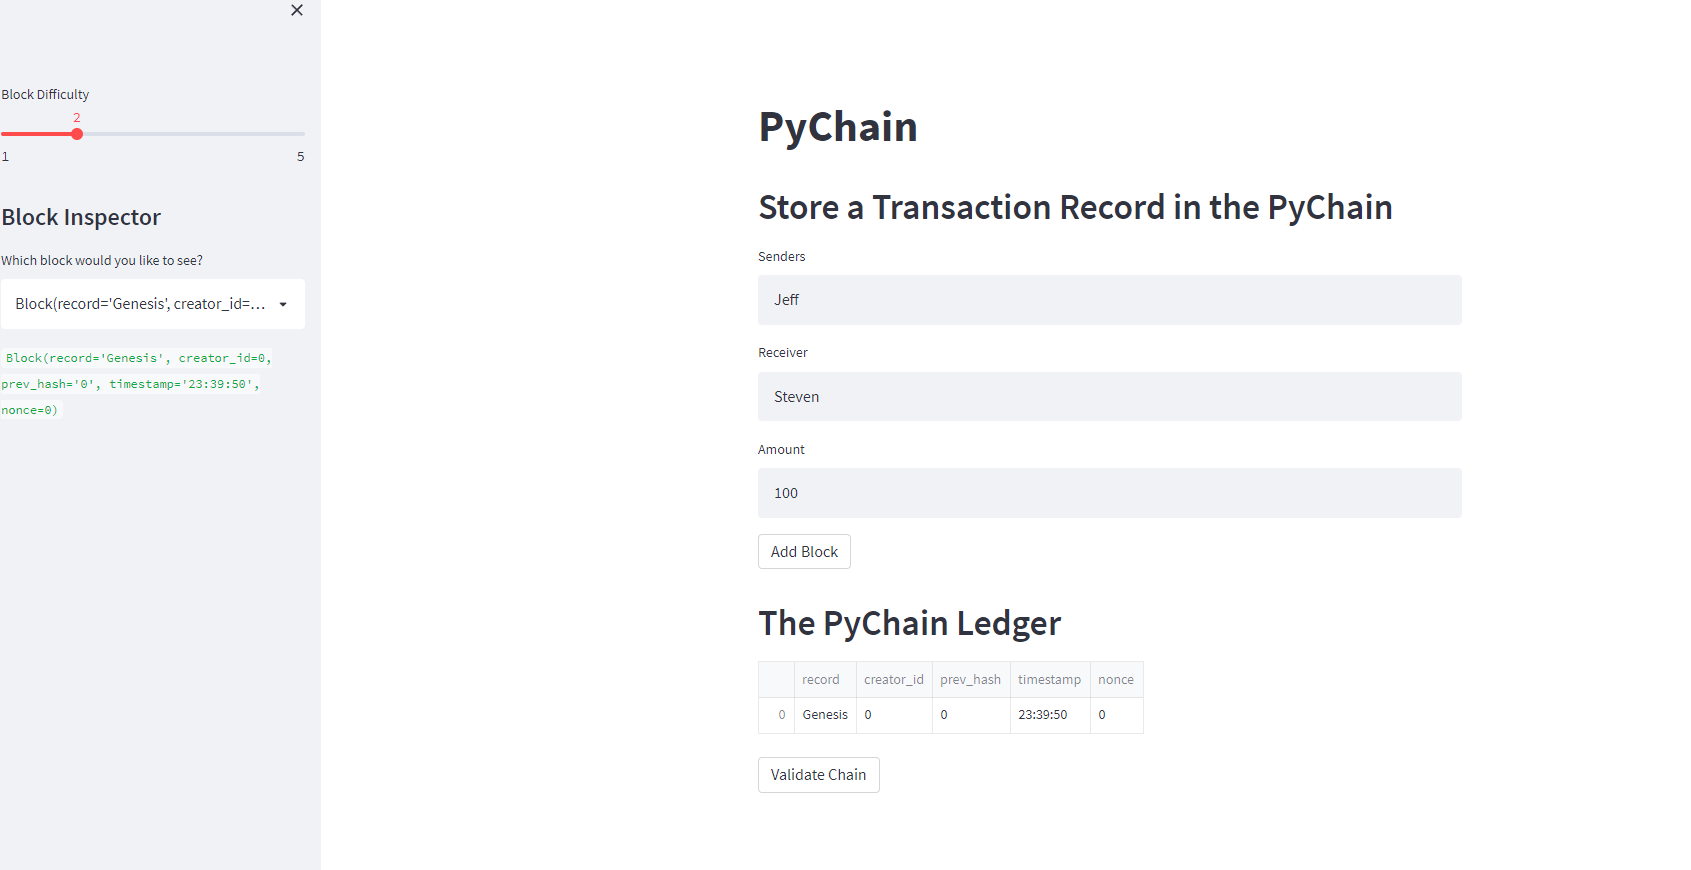 Block Difficulty
2
1 5
Block Inspector
Which block would you like to see?
Block(record='Genesis', creator_id=...
Block(record='Genesis', creator_id=0,
prev_hash='0', timestamp='23:39:50',
nonce=0)
PyChain
Store a Transaction Record in the PyChain
Senders
Jeff
Receiver
Steven
Amount
100
Add Block
The PyChain Ledger
record creator_id prev_hash timestamp nonce
0 Genesis 0 0 23:39:50 0
Validate Chain